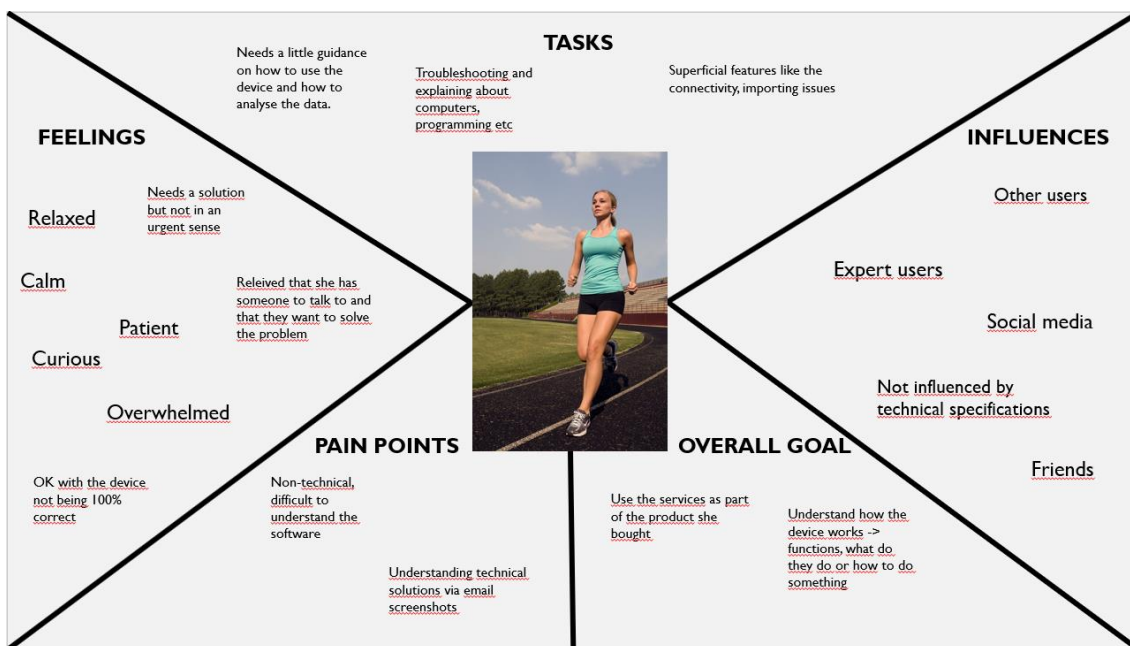 TASKS
Needs a little guidance
on how to use the
device and how to
analyse the data.
Troubleshooting and
explaining about
computers,
programming etc
Superficial features like the
connectivity, importing issues
FEELINGS
Relaxed
Needs a solution
but not in an
urgent sense
Calm
Releived that she has
someone to talk to and
that they want to solve
the problem
Patient
Curious
Overwhelmed
OK with the device
not being 100%
correct
INFLUENCES
Other users
Expert users
Social media
Not influenced by
technical specifications
Friends
PAIN POINTS
Non-technical,
difficult to
understand the
software
Understanding technical
solutions via email
screenshots
OVERALL GOAL
Use the services as part
of the product she
bought
Understand how the
device works ->
functions, what do
they do or how to do
something